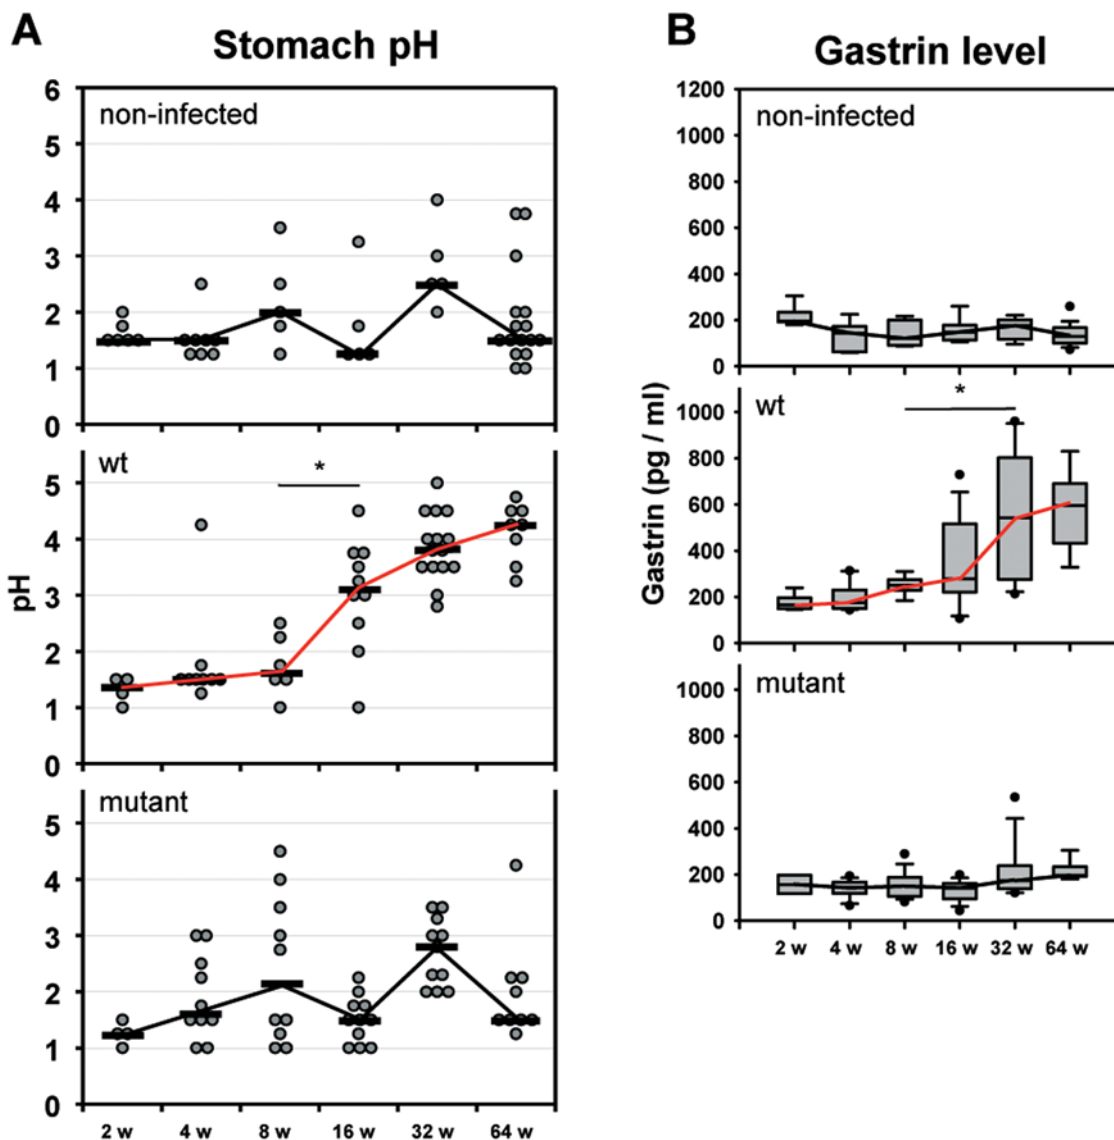 A
Stomach pH
6
non-infected
5
4
3
2
1
0
wt
*
5
4
3
2
1
0
pH
mutant
5
4
3
2
1
0
2 w 4 w 8 w 16 w 32 w 64 w
B
Gastrin level
1200
non-infected
1000
800
600
400
200
0
wt
*
1000
800
600
400
200
0
Gastrin (pg / ml)
mutant
1000
800
600
400
200
0
2 w 4 w 8 w 16 w 32 w 64 w